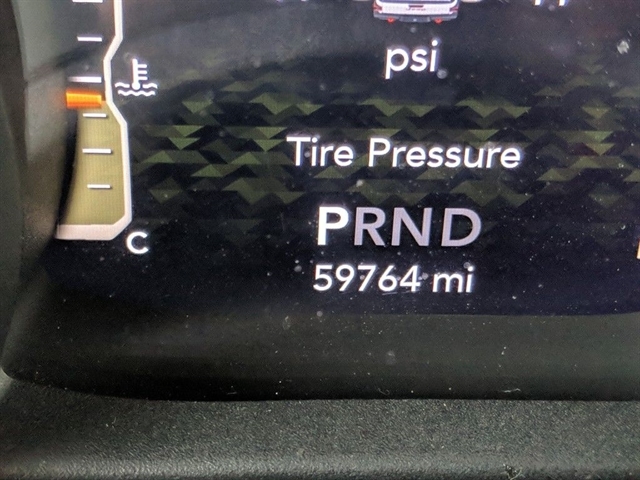 psi
Tire Pressure
PRND
C
59764 mi